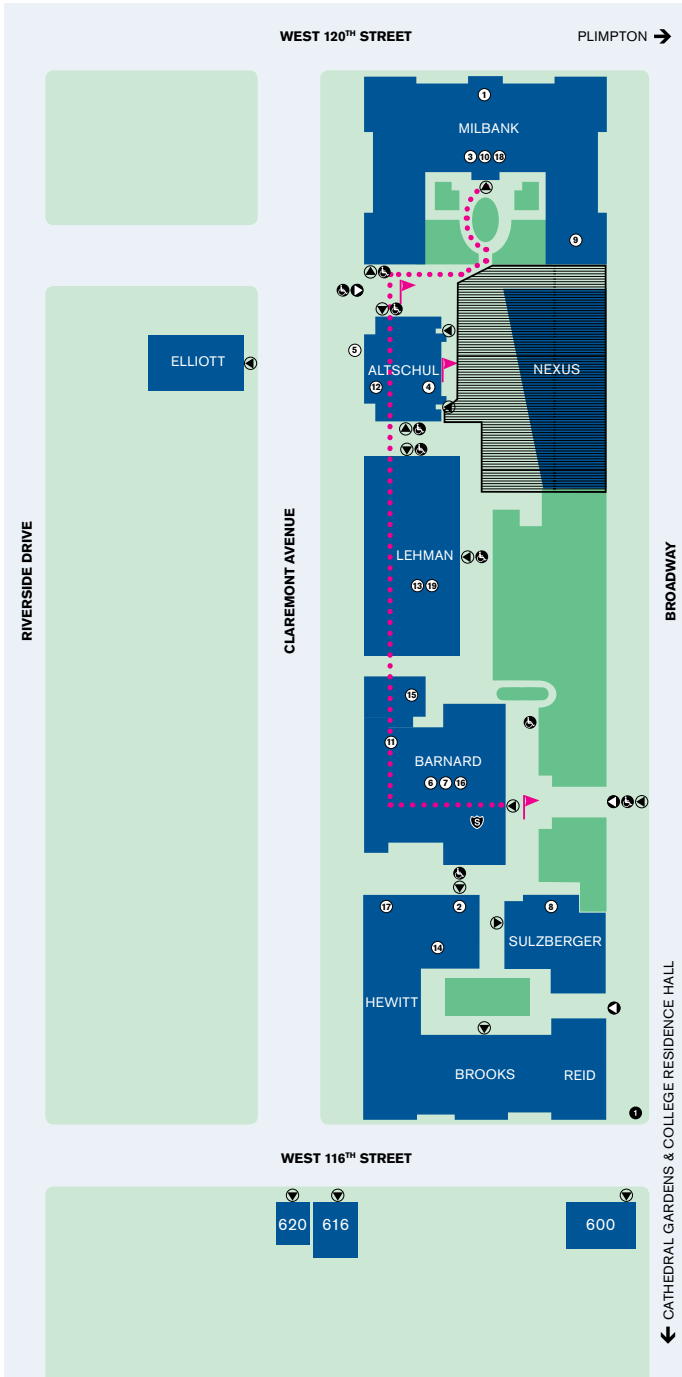 WEST 120TH STREET
PLIMPTON →
1
MILBANK
3 10 18
9
5
ELLIOTT
ALTSCHUL
NEXUS
12 4
RIVERSIDE DRIVE
CLAREMONT AVENUE
BROADWAY
LEHMAN
13 19
15
11
BARNARD
6 7 16
S
17 2 8
14
SULZBERGER
HEWITT
BROOKS
REID
1
WEST 116TH STREET
620 616 600
← CATHEDRAL GARDENS & COLLEGE RESIDENCE HALL